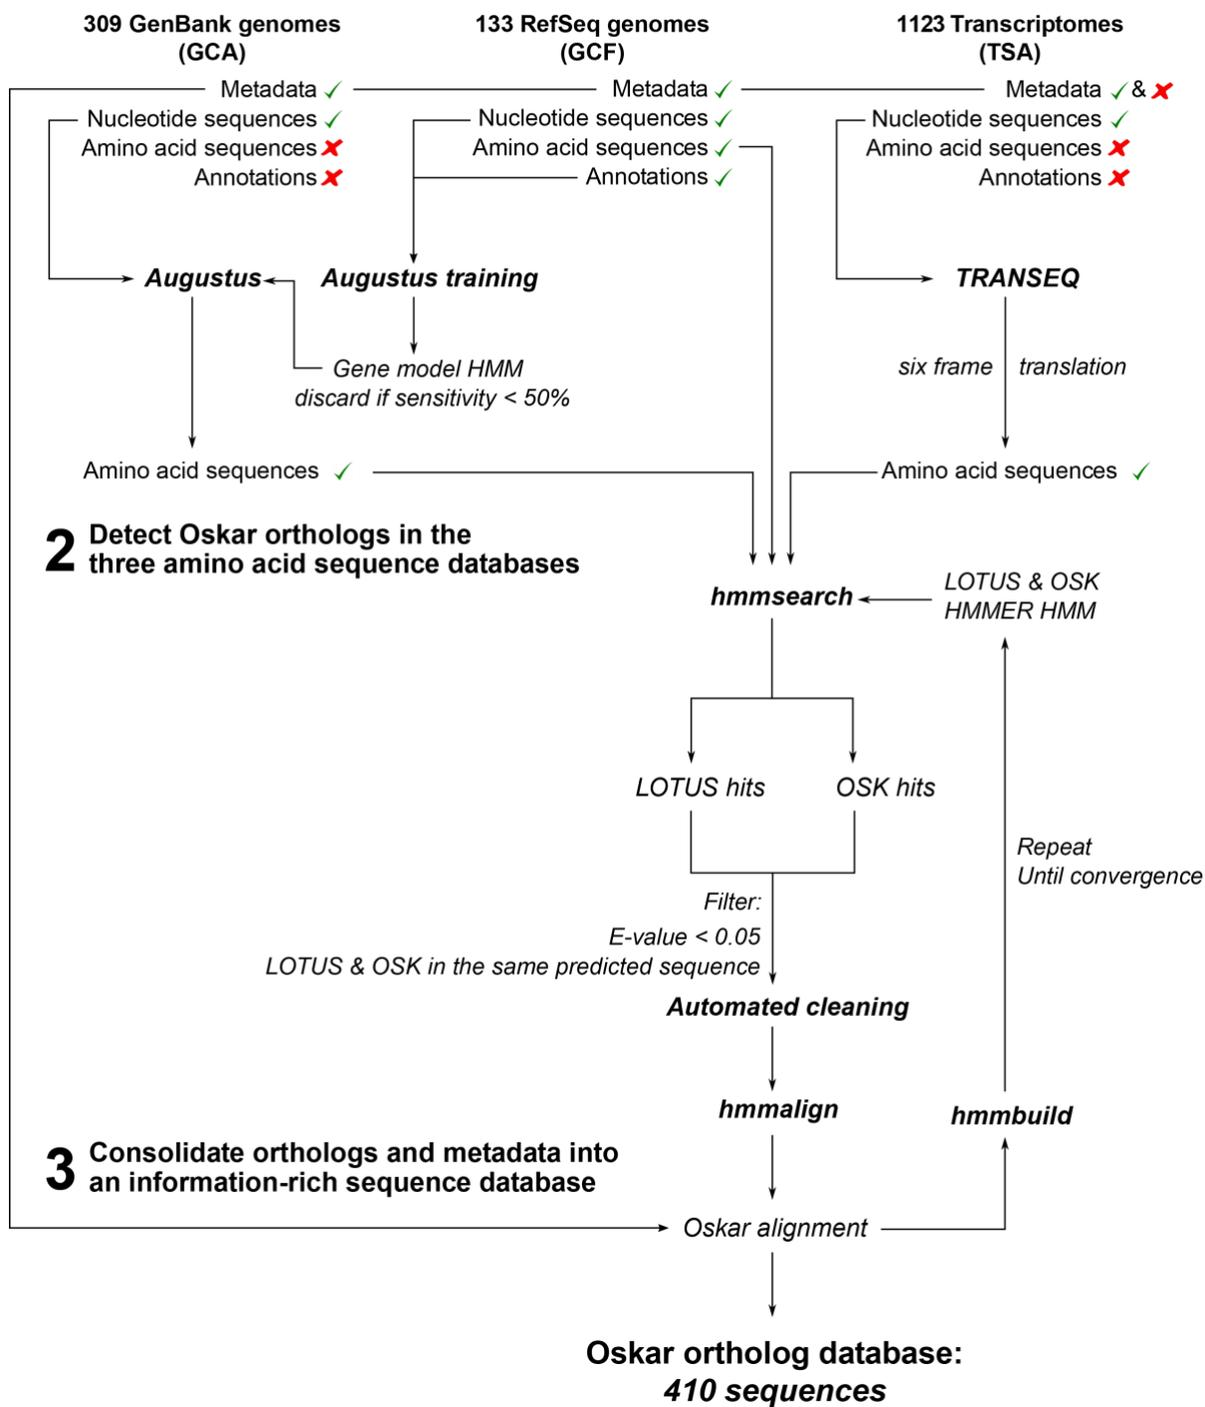 309 GenBank genomes
(GCA)
133 RefSeq genomes
(GCF)
1123 Transcriptomes
(TSA)
Metadata ✓
Metadata ✓
Metadata ✓ & ✘
Nucleotide sequences ✓
Nucleotide sequences ✓
Nucleotide sequences ✓
Amino acid sequences ✘
Amino acid sequences ✓
Amino acid sequences ✘
Annotations ✘
Annotations ✓
Annotations ✘
Augustus
Augustus training
TRANSEQ
Gene model HMM
discard if sensitivity < 50%
six frame translation
Amino acid sequences ✓
Amino acid sequences ✓
2 Detect Oskar orthologs in the
three amino acid sequence databases
hmmsearch
LOTUS & OSK
HMMER HMM
LOTUS hits
OSK hits
Repeat
Until convergence
Filter:
E-value < 0.05
LOTUS & OSK in the same predicted sequence
Automated cleaning
hmmalign
hmmbuild
3 Consolidate orthologs and metadata into
an information-rich sequence database
Oskar alignment
Oskar ortholog database:
410 sequences